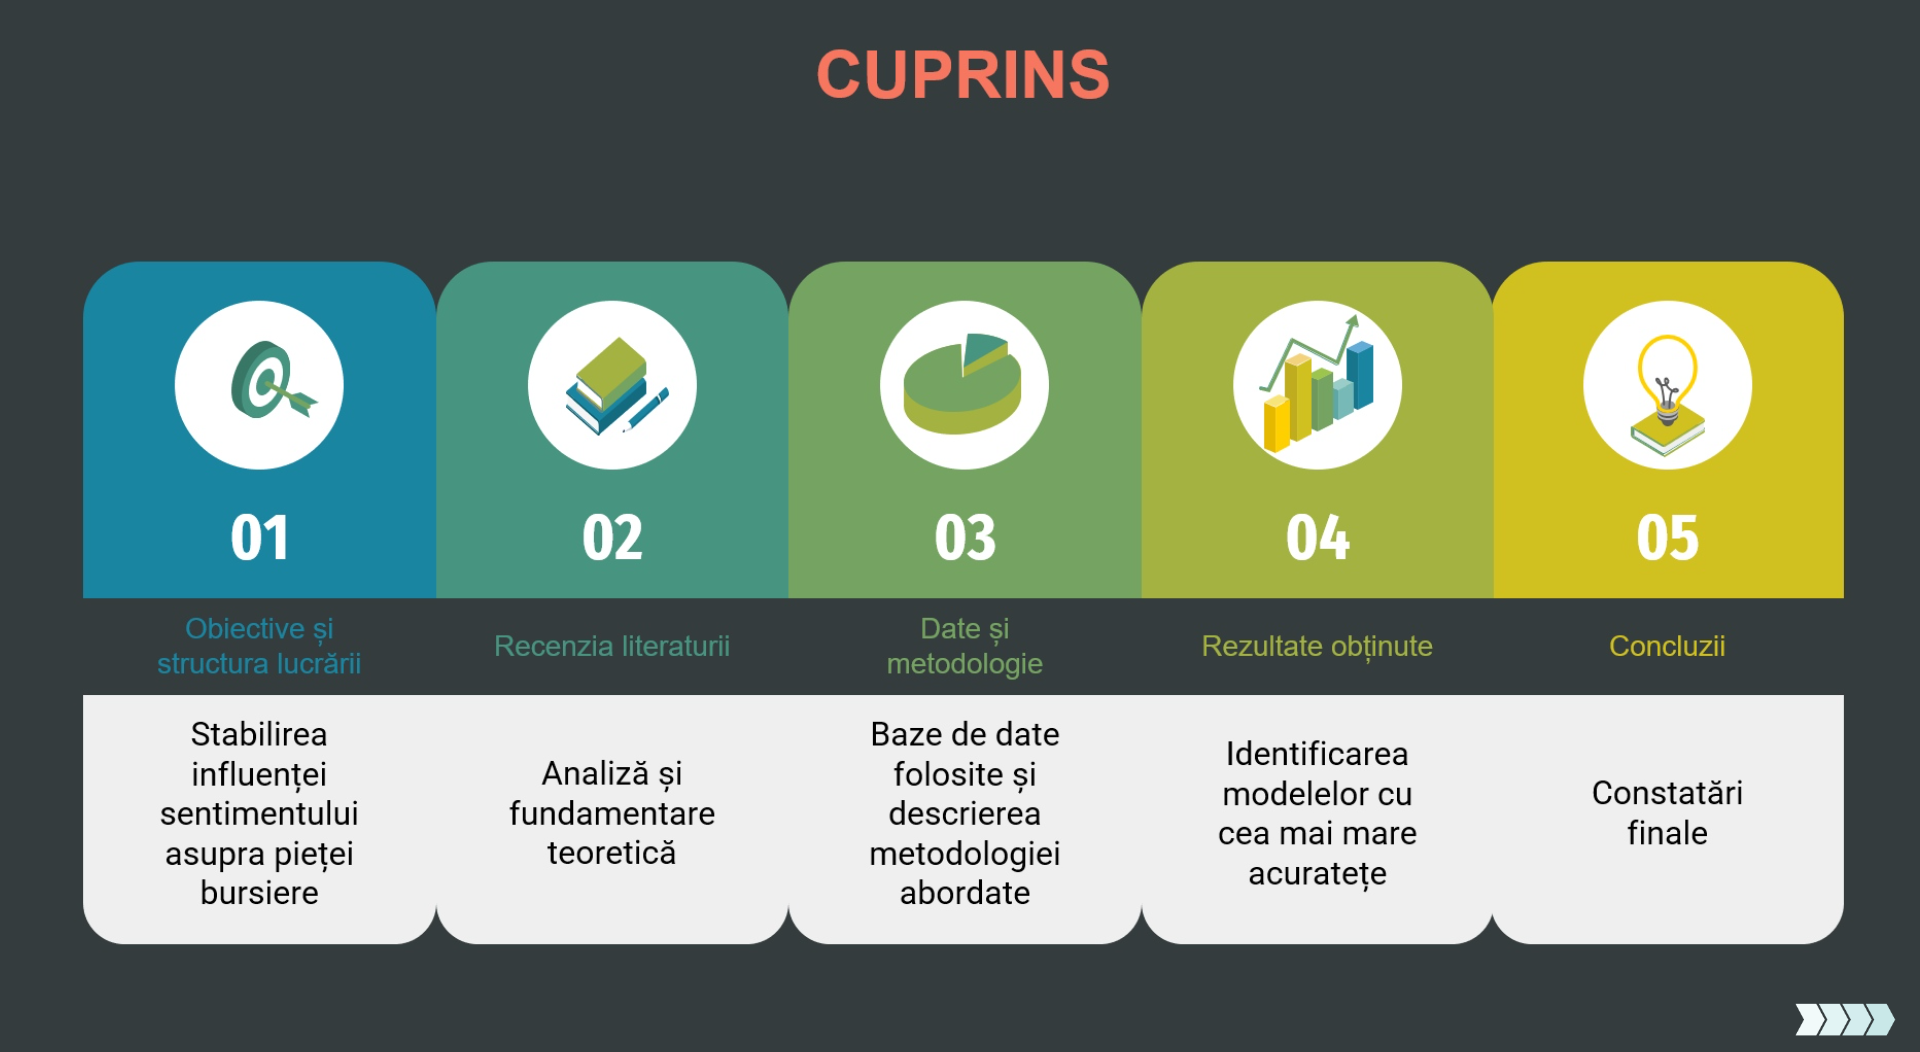 CUPRINS
01
Obiective și
structura lucrării
Stabilirea
influenței
sentimentului
asupra pieței
bursiere
02
Recenzia literaturii
Analiză și
fundamentare
teoretică
03
Date și
metodologie
Baze de date
folosite și
descrierea
metodologiei
abordate
04
Rezultate obținute
Identificarea
modelelor cu
cea mai mare
acuratețe
05
Concluzii
Constatări
finale